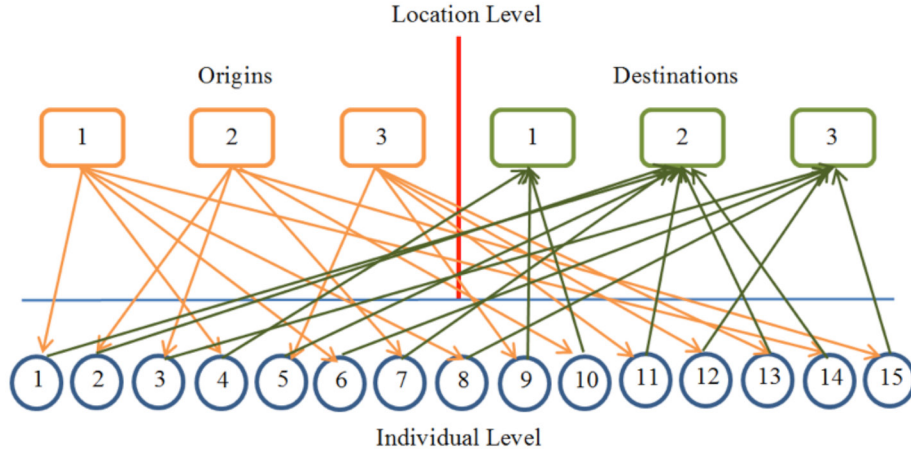 Location Level
Origins Destinations
1 2 3 1 2 3
1 2 3 4 5 6 7 8 9 10 11 12 13 14 15
Individual Level